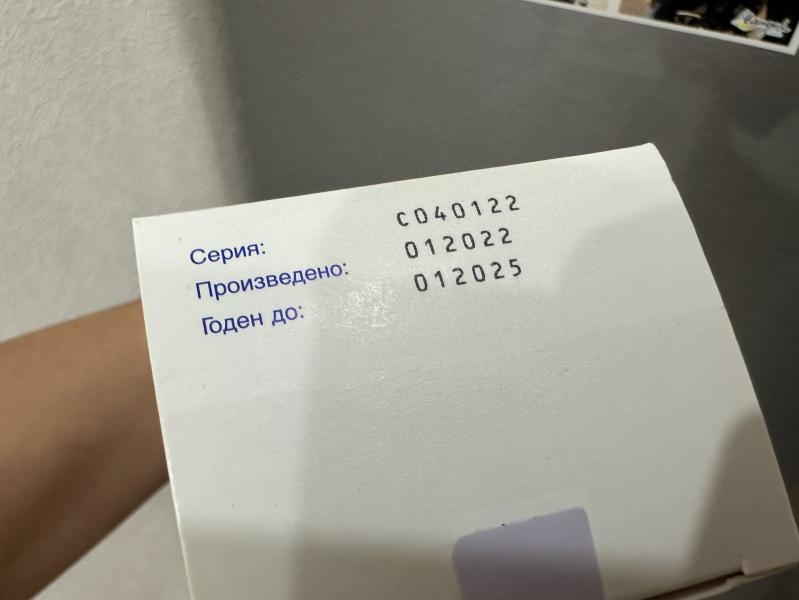 Серия: C040122
Произведено: 012022
Годен до: 012025